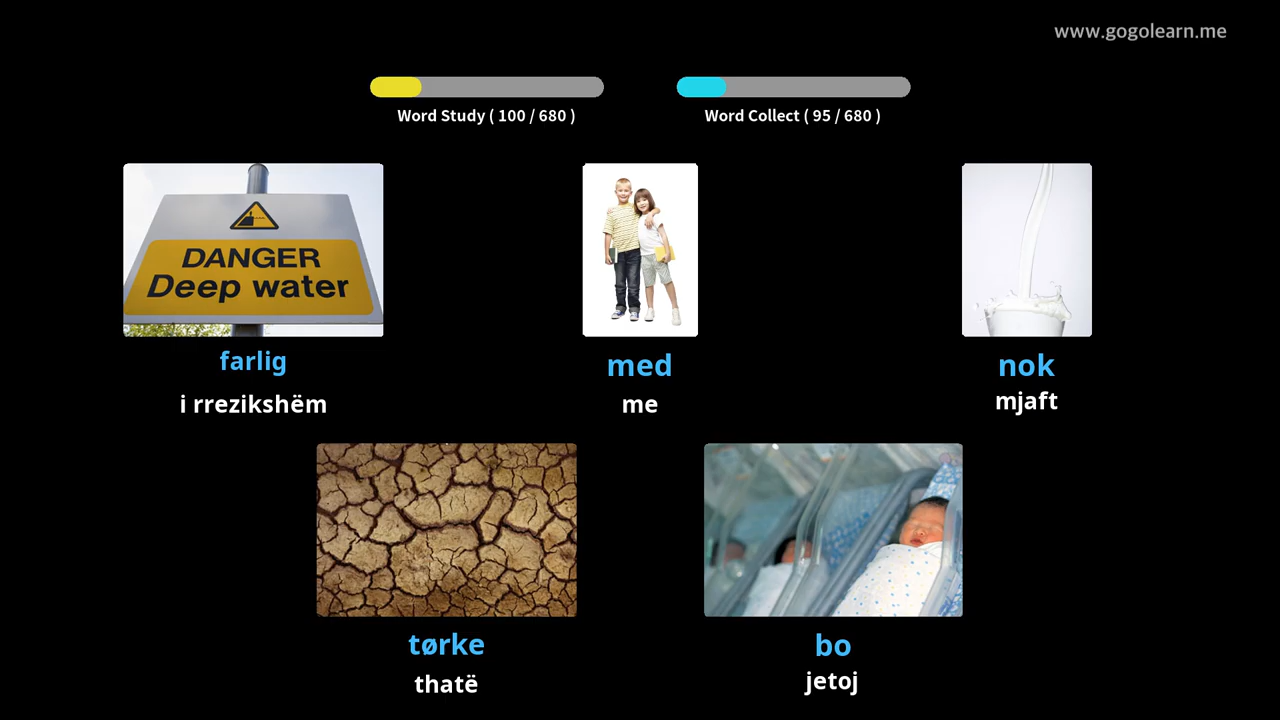 www.gogolearn.me
Word Study ( 100 / 680 )
Word Collect ( 95 / 680 )
DANGER
Deep water
farlig
i rrezikshëm
med
me
nok
mjaft
tørke
thatë
bo
jetoj